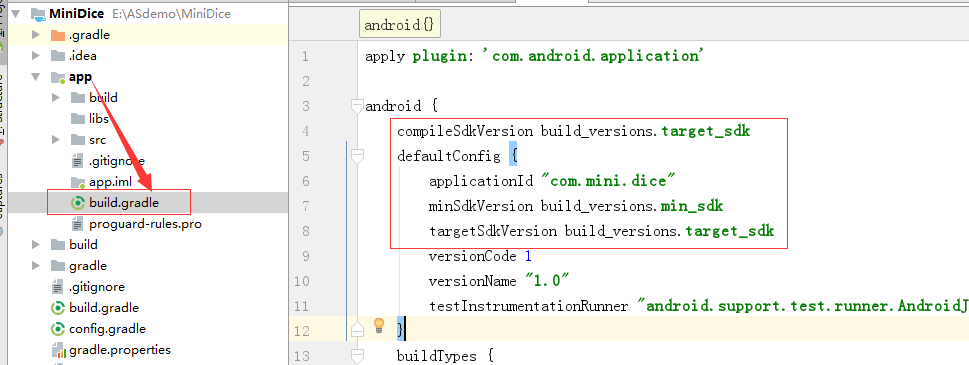 MiniDice E:\ASdemo\MiniDice
.gradle
.idea
app
build
libs
src
.gitignore
app.iml
build.gradle
proguard-rules.pro
build
gradle
.gitignore
build.gradle
config.gradle
gradle.properties
android{}
1 apply plugin: 'com.android.application'
2
3 android {
4 compileSdkVersion build_versions.target_sdk
5 defaultConfig {
6 applicationId "com.mini.dice"
7 minSdkVersion build_versions.min_sdk
8 targetSdkVersion build_versions.target_sdk
9 versionCode 1
10 versionName "1.0"
11 testInstrumentationRunner "android.support.test.runner.AndroidJ
12 }
13 buildTypes {